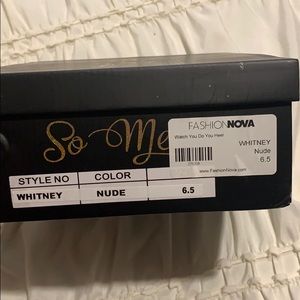 So Me
FASHIONNOVA
Watch You Do You Heel
WHITNEY
Nude
6.5
www.FashionNova.com
STYLE NO COLOR
WHITNEY NUDE 6.5